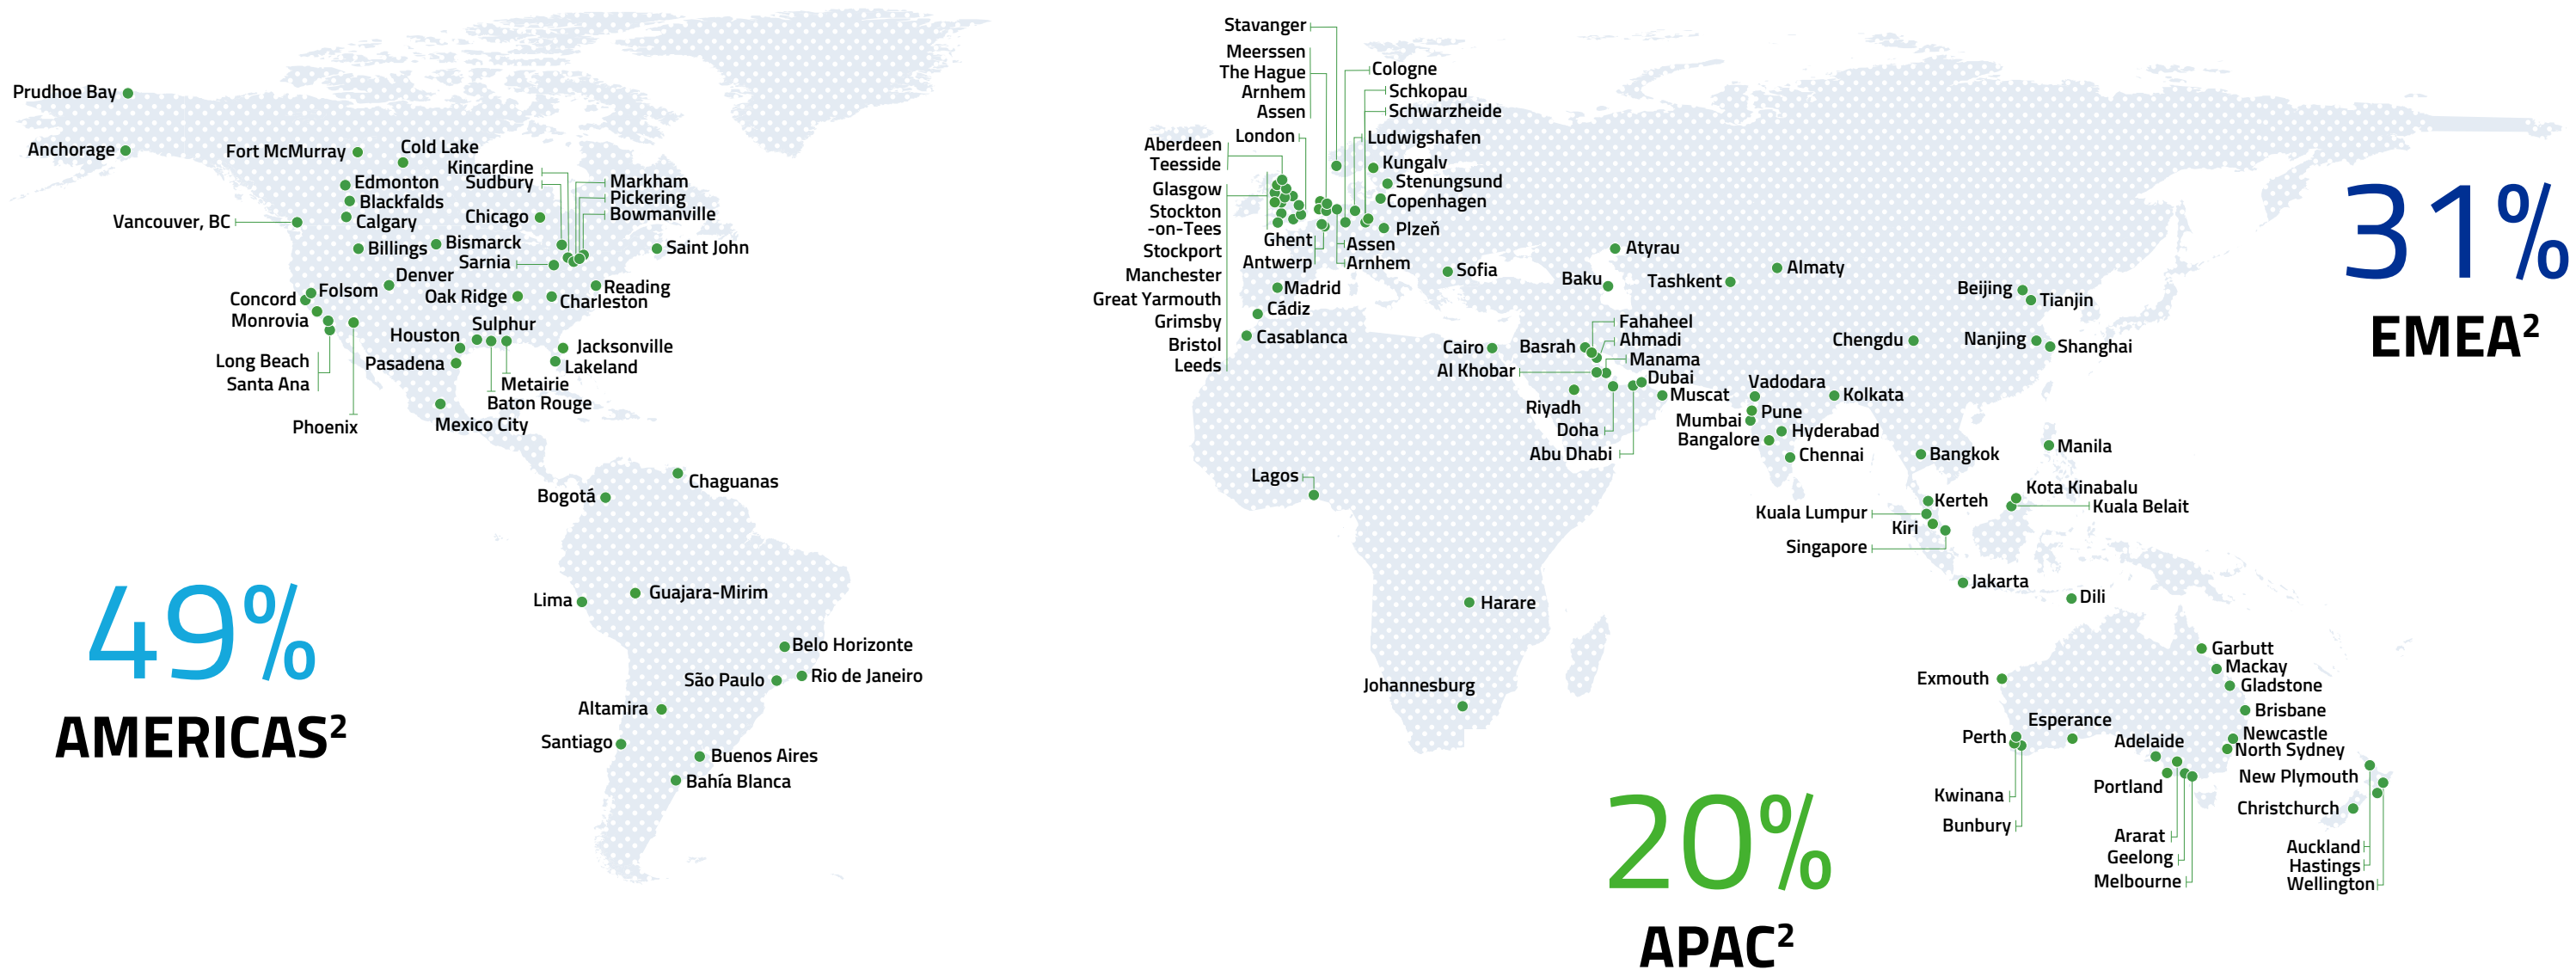 Prudhoe Bay
Anchorage
Fort McMurray
Cold Lake
Kincardine
Sudbury
Markham
Pickering
Bowmanville
Edmonton
Blackfalds
Calgary
Chicago
Vancouver, BC
Billings
Bismarck
Sarnia
Saint John
Denver
Reading
Concord
Folsom
Oak Ridge
Charleston
Monrovia
Houston
Sulphur
Jacksonville
Long Beach
Pasadena
Lakeland
Santa Ana
Metairie
Baton Rouge
Phoenix
Mexico City
Chaguanas
Bogotá
Lima
Guajara-Mirim
Belo Horizonte
São Paulo
Rio de Janeiro
Altamira
Santiago
Buenos Aires
Bahía Blanca
49%
AMERICAS²
Stavanger
Meerssen
The Hague
Arnhem
Assen
London
Aberdeen
Teesside
Glasgow
Stockton
-on-Tees
Stockport
Manchester
Great Yarmouth
Grimsby
Bristol
Leeds
Cologne
Schkopau
Schwarzheide
Ludwigshafen
Kungalv
Stenungsund
Copenhagen
Plzeň
Ghent
Antwerp
Assen
Arnhem
Sofia
Madrid
Cádiz
Casablanca
Atyrau
Baku
Tashkent
Almaty
Fahaheel
Ahmadi
Cairo
Basrah
Manama
Al Khobar
Dubai
Muscat
Riyadh
Doha
Abu Dhabi
Lagos
Harare
Johannesburg
31%
EMEA²
Beijing
Tianjin
Chengdu
Nanjing
Shanghai
Vadodara
Kolkata
Pune
Mumbai
Hyderabad
Bangalore
Chennai
Bangkok
Manila
Kerteh
Kota Kinabalu
Kuala Belait
Kuala Lumpur
Kiri
Singapore
Jakarta
Dili
Garbutt
Mackay
Exmouth
Gladstone
Brisbane
Esperance
Perth
Newcastle
Adelaide
North Sydney
New Plymouth
Portland
Kwinana
Christchurch
Bunbury
Ararat
Auckland
Geelong
Hastings
Melbourne
Wellington
20%
APAC²